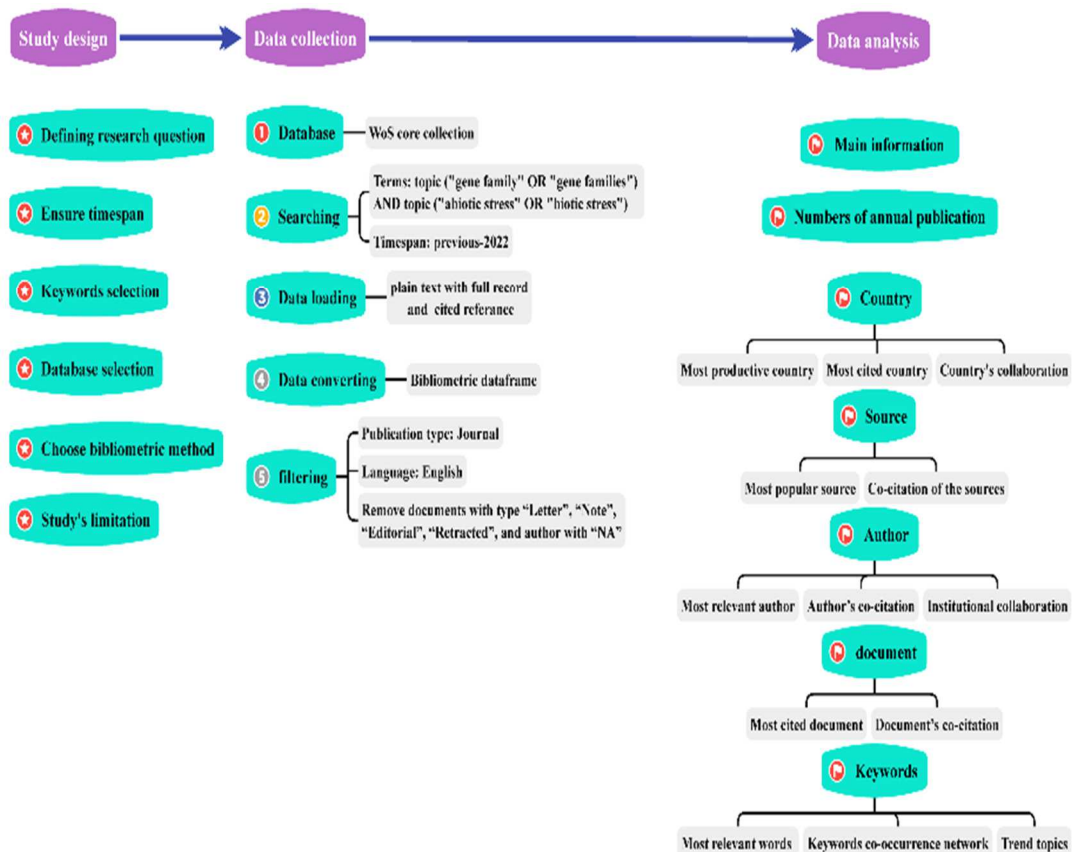 Study design
Data collection
Data analysis
Defining research question
Ensure timespan
Keywords selection
Database selection
Choose bibliometric method
Study's limitation
1 Database
WoS core collection
2 Searching
Terms: topic ("gene family" OR "gene families")
AND topic ("abiotic stress" OR "biotic stress")
Timespan: previous-2022
3 Data loading
plain text with full record
and cited referance
4 Data converting
Bibliometric dataframe
5 filtering
Publication type: Journal
Language: English
Remove documents with type “Letter”, “Note”,
“Editorial”, “Retracted”, and author with “NA”
Main information
Numbers of annual publication
Country
Most productive country
Most cited country
Country's collaboration
Source
Most popular source
Co-citation of the sources
Author
Most relevant author
Author's co-citation
Institutional collaboration
document
Most cited document
Document's co-citation
Keywords
Most relevant words
Keywords co-occurrence network
Trend topics